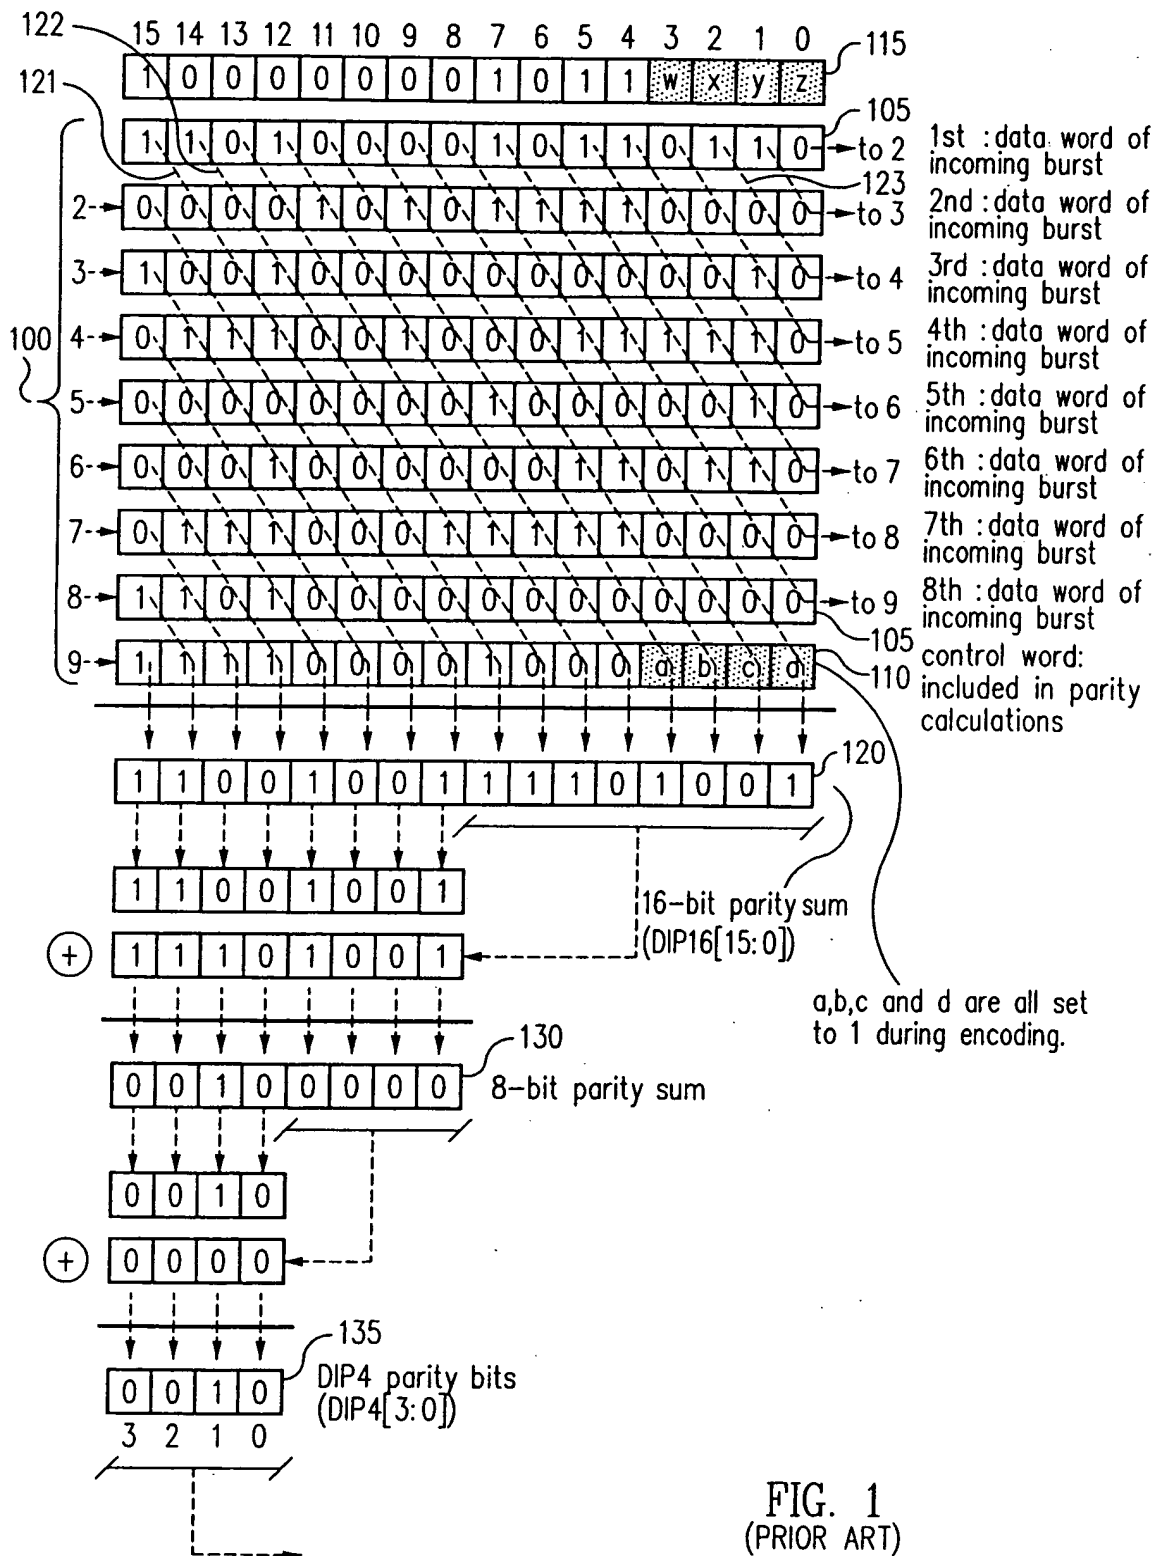 15 14 13 12 11 10 9 8 7 6 5 4 3 2 1 0
122
115
1 0 0 0 0 0 0 0 1 0 1 1 w x y z
121
105
1 1 0 1 0 0 0 0 1 0 1 1 0 1 1 0 to 2 1st : data word of
incoming burst
123
2 0 0 0 0 1 0 1 0 1 1 1 1 0 0 0 0 to 3 2nd : data word of
incoming burst
3 1 0 0 1 0 0 0 0 0 0 0 0 0 0 1 0 to 4 3rd : data word of
incoming burst
100
4 0 1 1 1 0 0 1 0 0 0 1 1 1 1 1 0 to 5 4th : data word of
incoming burst
5 0 0 0 0 0 0 0 0 1 0 0 0 0 0 1 0 to 6 5th : data word of
incoming burst
6 0 0 0 1 0 0 0 0 0 0 1 1 0 1 1 0 to 7 6th : data word of
incoming burst
7 0 1 1 1 0 0 0 1 1 1 1 1 0 0 0 0 to 8 7th : data word of
incoming burst
8 1 1 0 1 0 0 0 0 0 0 0 0 0 0 0 0 to 9 8th : data word of
incoming burst
105
9 1 1 1 1 0 0 0 0 1 0 0 0 a b c d 110 control word:
included in parity
calculations
120
1 1 0 0 1 0 0 1 1 1 1 0 1 0 0 1
1 1 0 0 1 0 0 1
16-bit parity sum
(DIP16[15:0])
+ 1 1 1 0 1 0 0 1
a,b,c and d are all set
to 1 during encoding.
130
0 0 1 0 0 0 0 0 8-bit parity sum
0 0 1 0
+ 0 0 0 0
135
0 0 1 0 DIP4 parity bits
(DIP4[3:0])
3 2 1 0
FIG. 1
(PRIOR ART)